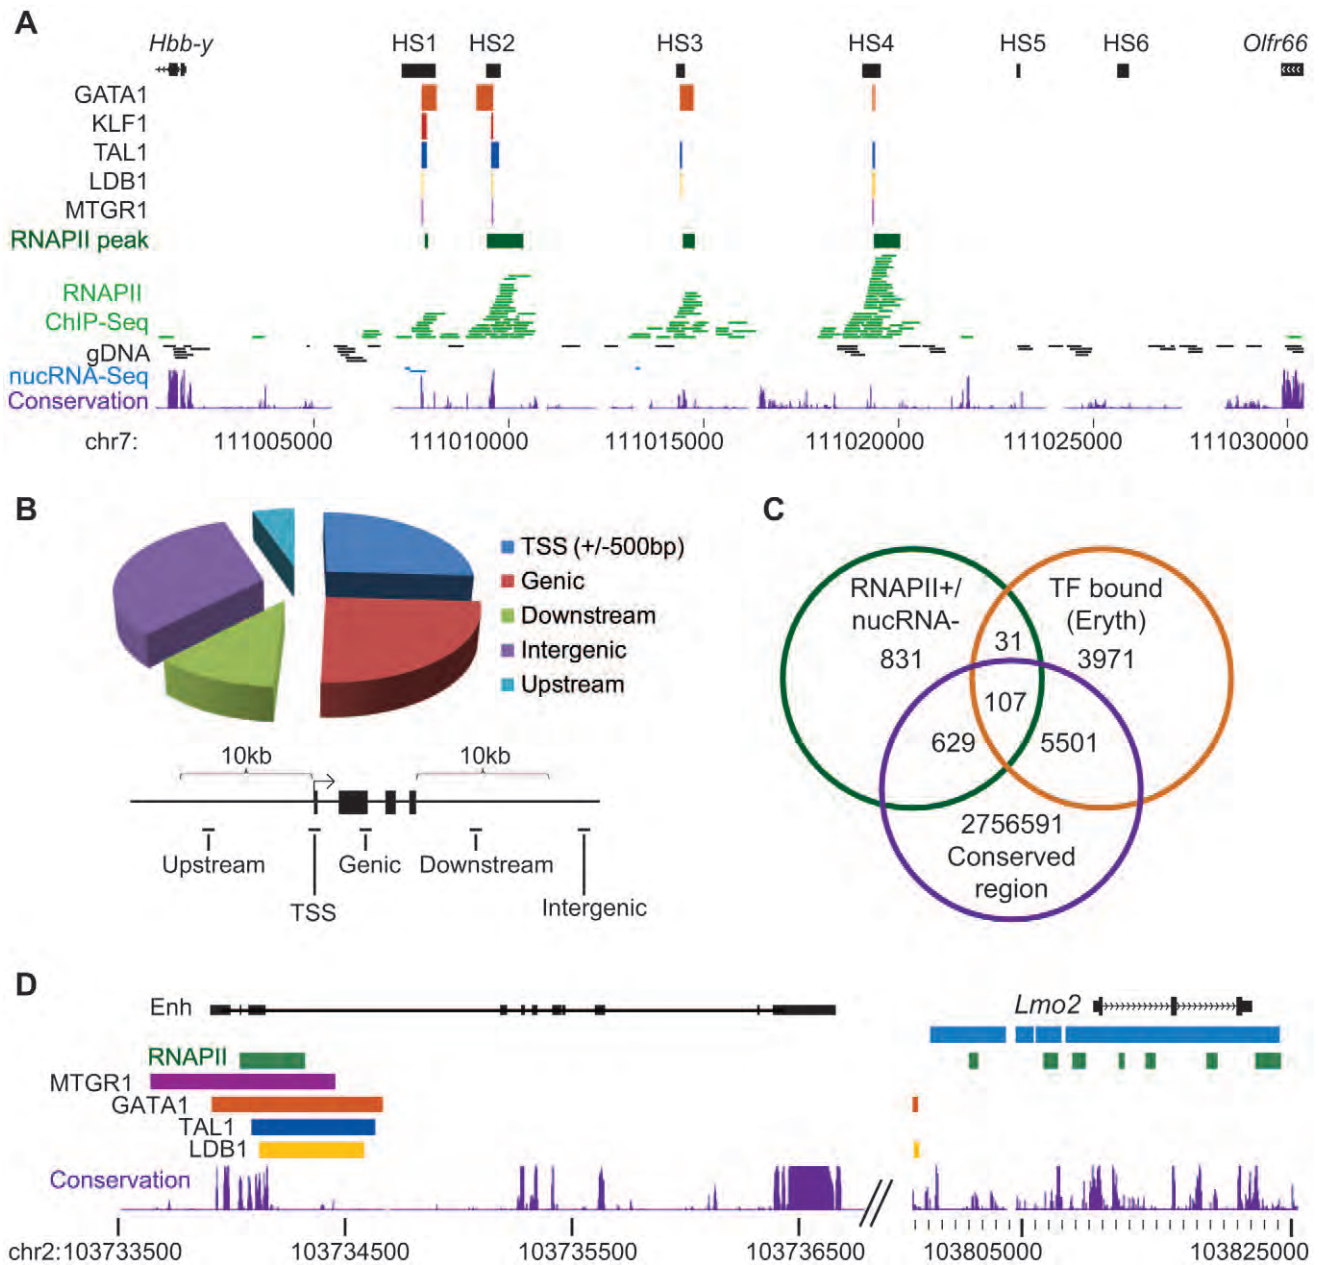 A
Hbb-y HS1 HS2 HS3 HS4 HS5 HS6 Olfr66
GATA1
KLF1
TAL1
LDB1
MTGR1
RNAPII peak
RNAPII
ChIP-Seq
gDNA
nucRNA-Seq
Conservation
chr7: 111005000 111010000 111015000 111020000 111025000 111030000
B
TSS (+/-500bp)
Genic
Downstream
Intergenic
Upstream
10kb 10kb
Upstream Genic Downstream
TSS Intergenic
C
RNAPII+/
nucRNA-
831
TF bound
(Eryth)
3971
31
107
629 5501
2756591
Conserved
region
D
Enh Lmo2
RNAPII
MTGR1
GATA1
TAL1
LDB1
Conservation
chr2:103733500 103734500 103735500 103736500 103805000 103825000